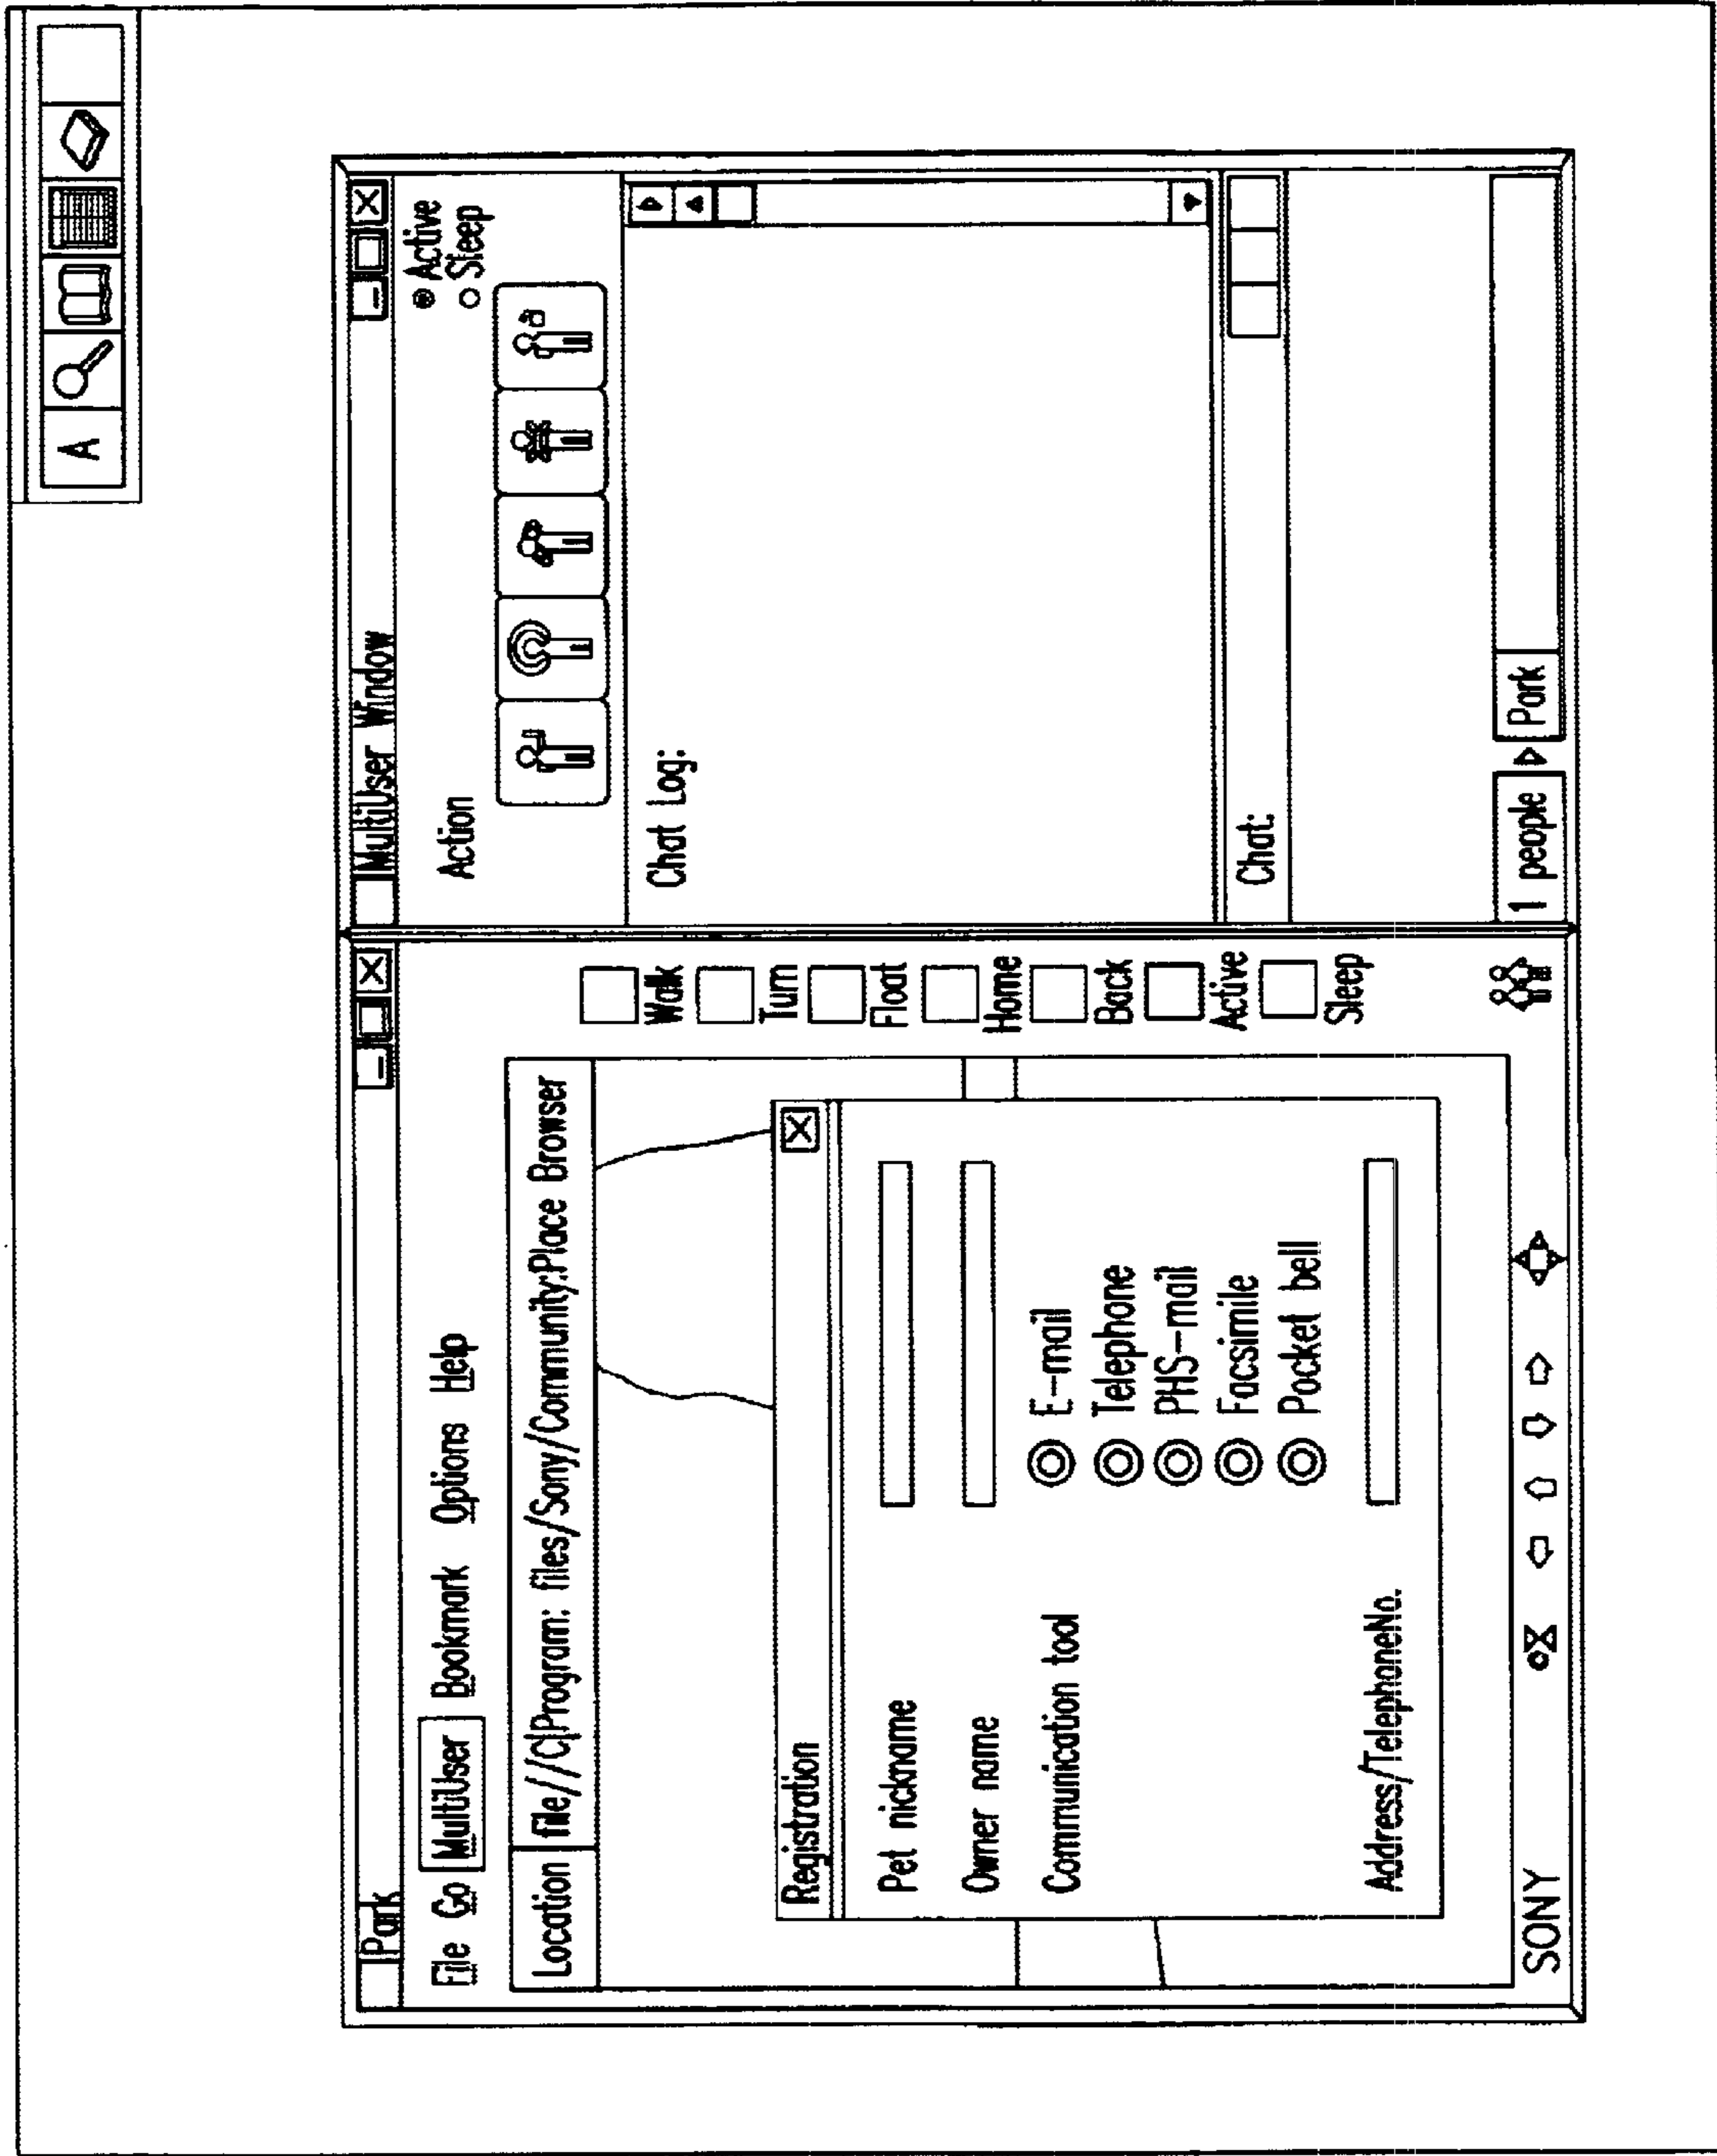 A
Park
File Go MultiUser Bookmark Options Help
Location file//C|Program: files/Sony/Community.Place Browser
Registration
Pet nickname
Owner name
Communication tool
E-mail
Telephone
PHS-mail
Facsimile
Pocket bell
Address/TelephoneNo.
SONY
Walk
Turn
Float
Home
Back
Active
Sleep
MultiUser Window
Action
Active
Sleep
Chat Log:
Chat:
1 people Park